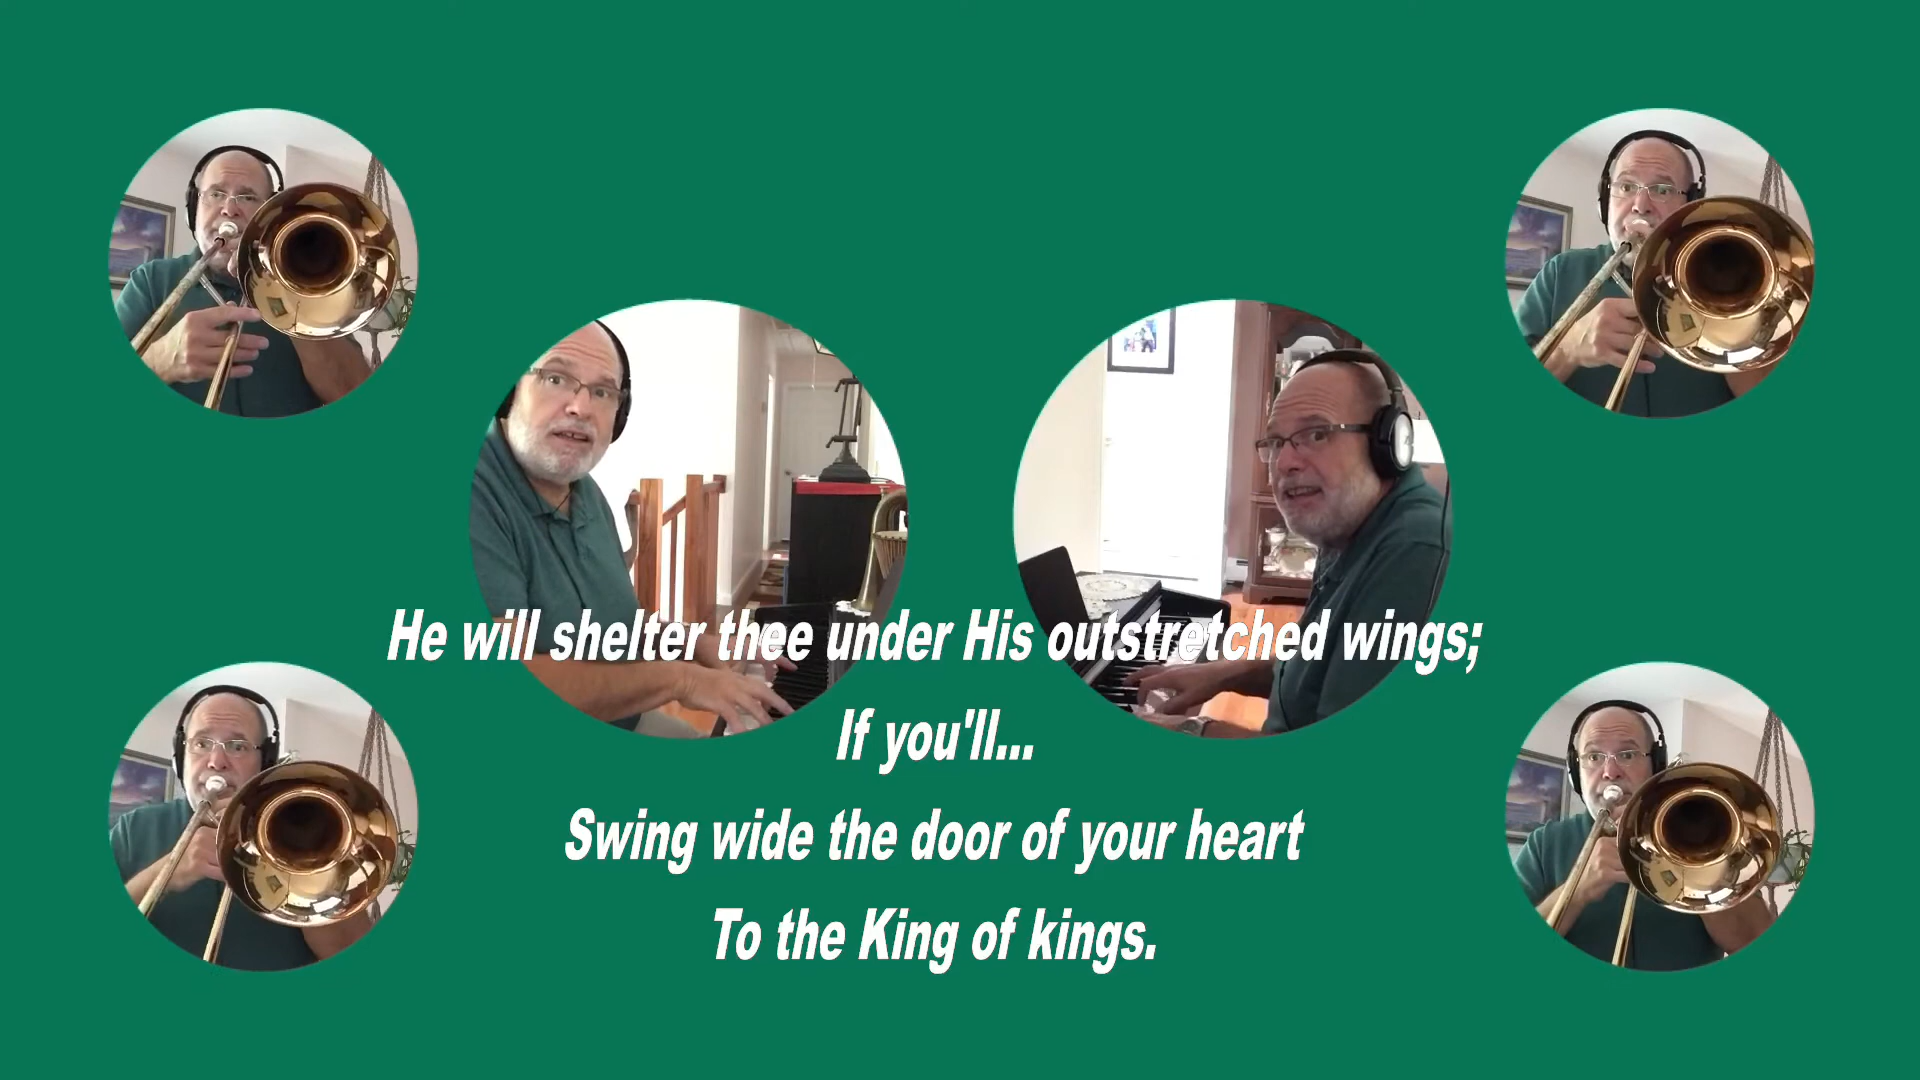 He will shelter thee under His outstretched wings;
If you'll...
Swing wide the door of your heart
To the King of kings.